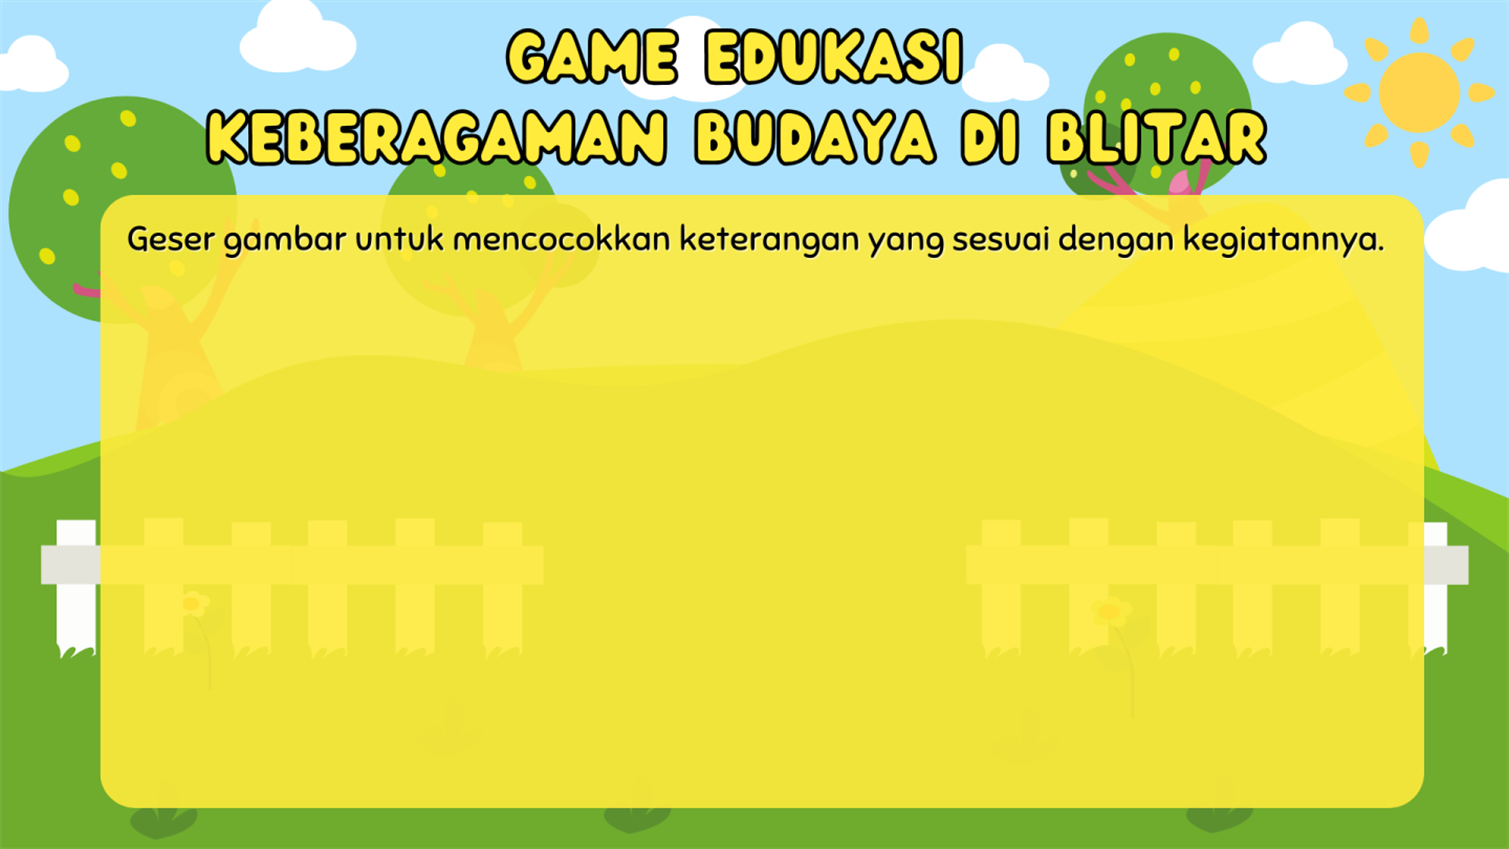 GAME EDUKASI
KEBERAGAMAN BUDAYA DI BLITAR
Geser gambar untuk mencocokkan keterangan yang sesuai dengan kegiatannya.